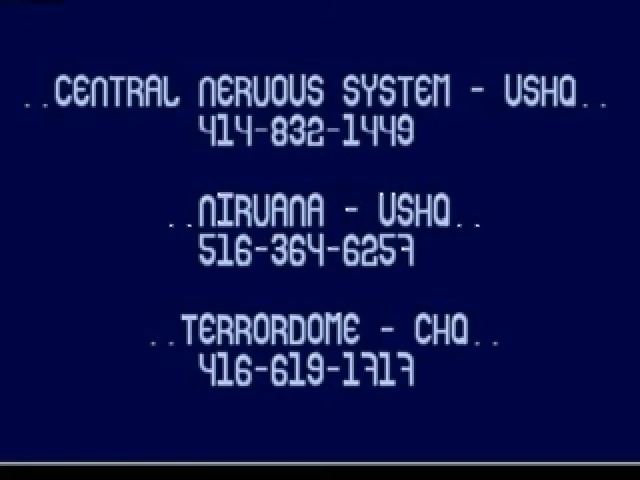 ..CENTRAL NERVOUS SYSTEM - USHQ..
414-832-1449
..NIRVANA - USHQ..
516-364-6257
..TERRORDOME - CHQ..
416-619-1717